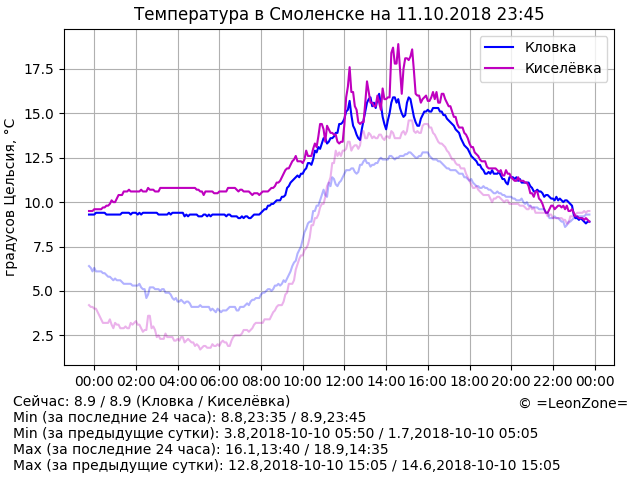 Температура в Смоленске на 11.10.2018 23:45
Кловка
Киселёвка
градусов Цельсия, °C
17.5
15.0
12.5
10.0
7.5
5.0
2.5
00:00 02:00 04:00 06:00 08:00 10:00 12:00 14:00 16:00 18:00 20:00 22:00 00:00
Сейчас: 8.9 / 8.9 (Кловка / Киселёвка)
© =LeonZone=
Min (за последние 24 часа): 8.8,23:35 / 8.9,23:45
Min (за предыдущие сутки): 3.8,2018-10-10 05:50 / 1.7,2018-10-10 05:05
Max (за последние 24 часа): 16.1,13:40 / 18.9,14:35
Max (за предыдущие сутки): 12.8,2018-10-10 15:05 / 14.6,2018-10-10 15:05